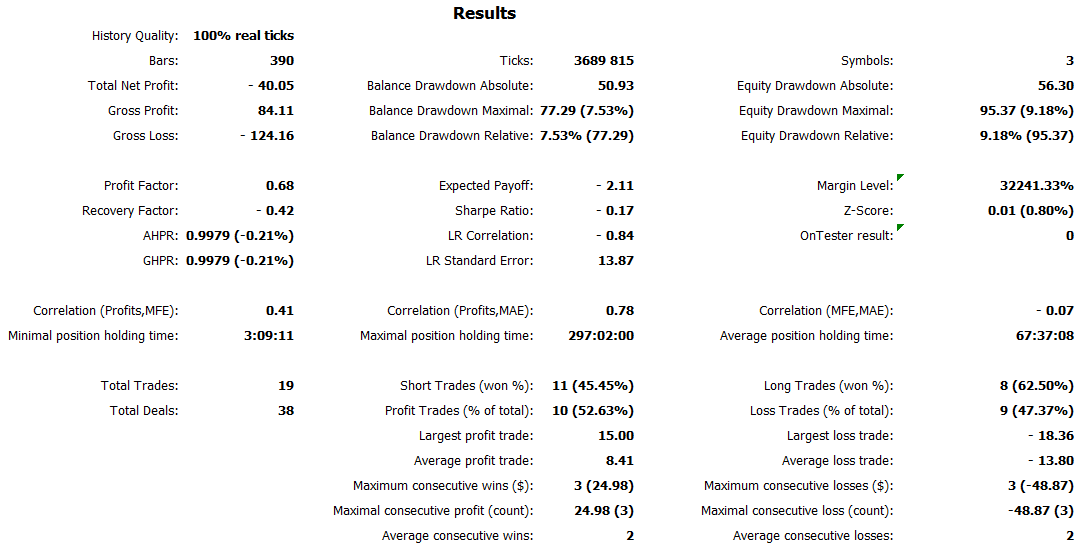 Results
History Quality: 100% real ticks
Bars: 390 Ticks: 3689 815 Symbols: 3
Total Net Profit: - 40.05 Balance Drawdown Absolute: 50.93 Equity Drawdown Absolute: 56.30
Gross Profit: 84.11 Balance Drawdown Maximal: 77.29 (7.53%) Equity Drawdown Maximal: 95.37 (9.18%)
Gross Loss: - 124.16 Balance Drawdown Relative: 7.53% (77.29) Equity Drawdown Relative: 9.18% (95.37)
Profit Factor: 0.68 Expected Payoff: - 2.11 Margin Level: 32241.33%
Recovery Factor: - 0.42 Sharpe Ratio: - 0.17 Z-Score: 0.01 (0.80%)
AHPR: 0.9979 (-0.21%) LR Correlation: - 0.84 OnTester result: 0
GHPR: 0.9979 (-0.21%) LR Standard Error: 13.87
Correlation (Profits,MFE): 0.41 Correlation (Profits,MAE): 0.78 Correlation (MFE,MAE): - 0.07
Minimal position holding time: 3:09:11 Maximal position holding time: 297:02:00 Average position holding time: 67:37:08
Total Trades: 19 Short Trades (won %): 11 (45.45%) Long Trades (won %): 8 (62.50%)
Total Deals: 38 Profit Trades (% of total): 10 (52.63%) Loss Trades (% of total): 9 (47.37%)
Largest profit trade: 15.00 Largest loss trade: - 18.36
Average profit trade: 8.41 Average loss trade: - 13.80
Maximum consecutive wins ($): 3 (24.98) Maximum consecutive losses ($): 3 (-48.87)
Maximal consecutive profit (count): 24.98 (3) Maximal consecutive loss (count): -48.87 (3)
Average consecutive wins: 2 Average consecutive losses: 2